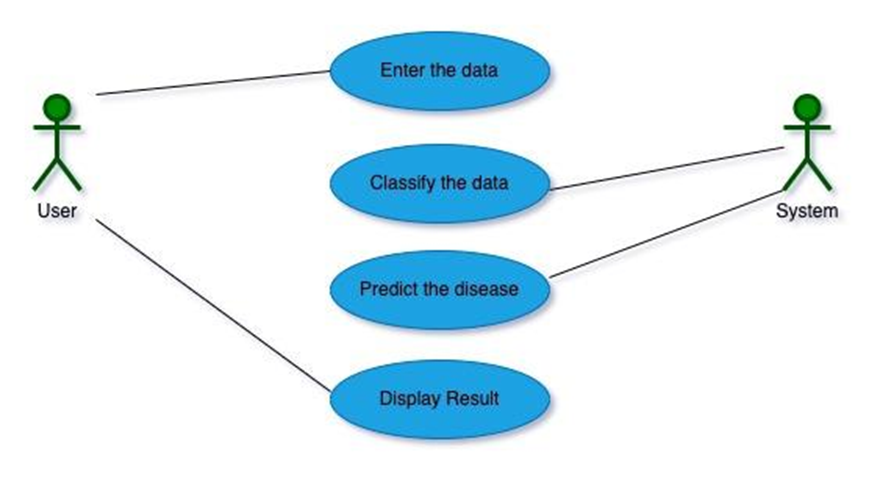 Enter the data
Classify the data
User
System
Predict the disease
Display Result